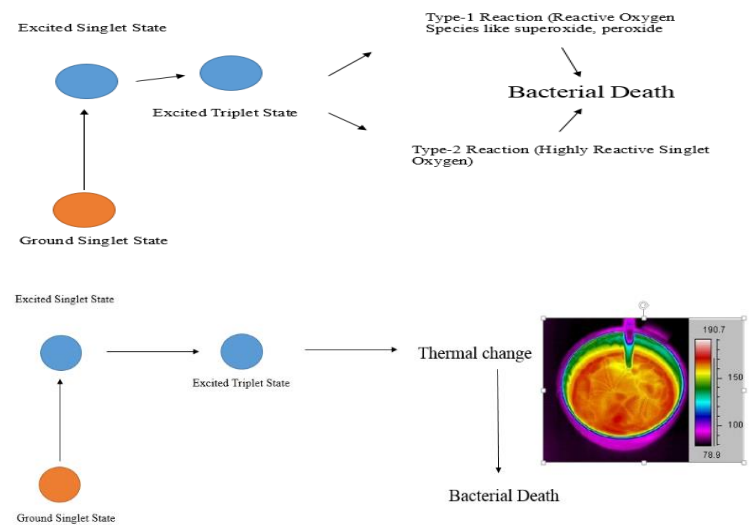 Type-1 Reaction (Reactive Oxygen
Species like superoxide, peroxide
Excited Singlet State
Bacterial Death
Excited Triplet State
Type-2 Reaction (Highly Reactive Singlet
Oxygen)
Ground Singlet State
Excited Singlet State
190.7
Thermal change
150
Excited Triplet State
100
78.9
Bacterial Death
Ground Singlet State